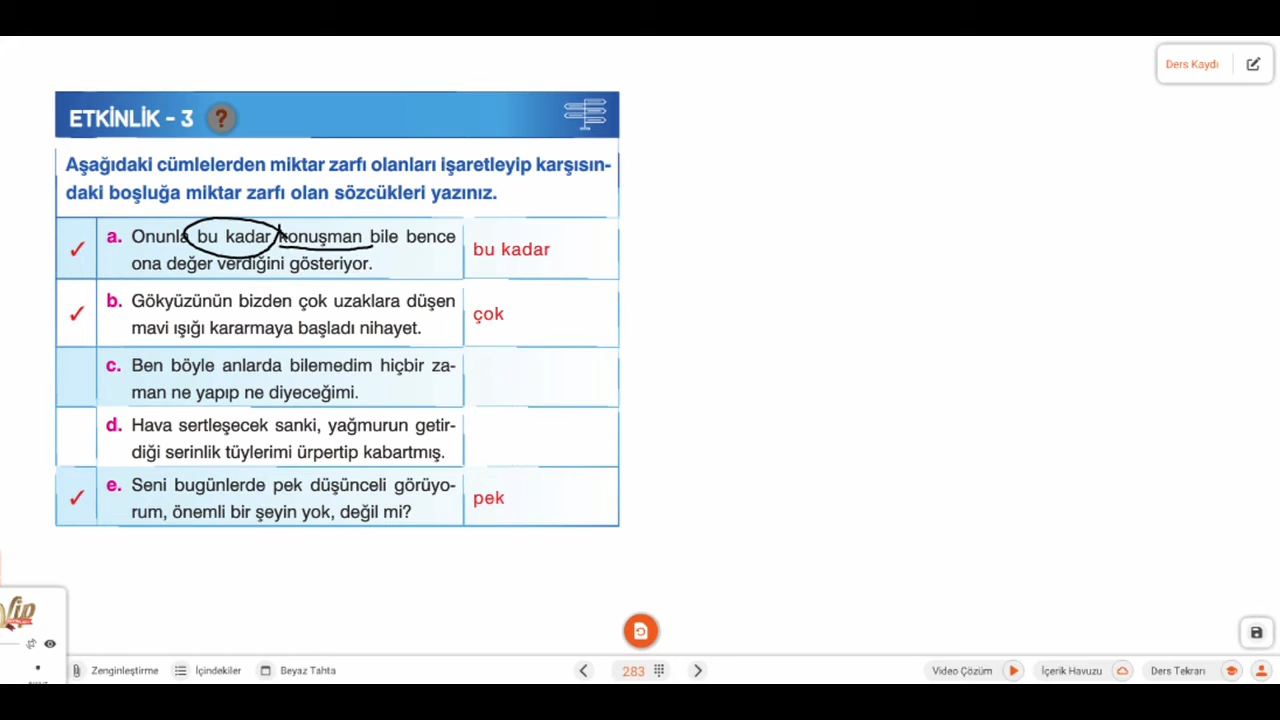 Ders Kaydı
ETKİNLİK - 3 ?
Aşağıdaki cümlelerden miktar zarfı olanları işaretleyip karşısın-
daki boşluğa miktar zarfı olan sözcükleri yazınız.
✓ a. Onunla bu kadar konuşman bile bence
ona değer verdiğini gösteriyor.
bu kadar
✓ b. Gökyüzünün bizden çok uzaklara düşen
mavi ışığı kararmaya başladı nihayet.
çok
c. Ben böyle anlarda bilemedim hiçbir za-
man ne yapıp ne diyeceğimi.
d. Hava sertleşecek sanki, yağmurun getir-
diği serinlik tüylerimi ürpertip kabartmış.
✓ e. Seni bugünlerde pek düşünceli görüyo-
rum, önemli bir şeyin yok, değil mi?
pek
Zenginleştirme İçindekiler Beyaz Tahta 283 Video Çözüm İçerik Havuzu Ders Tekrarı